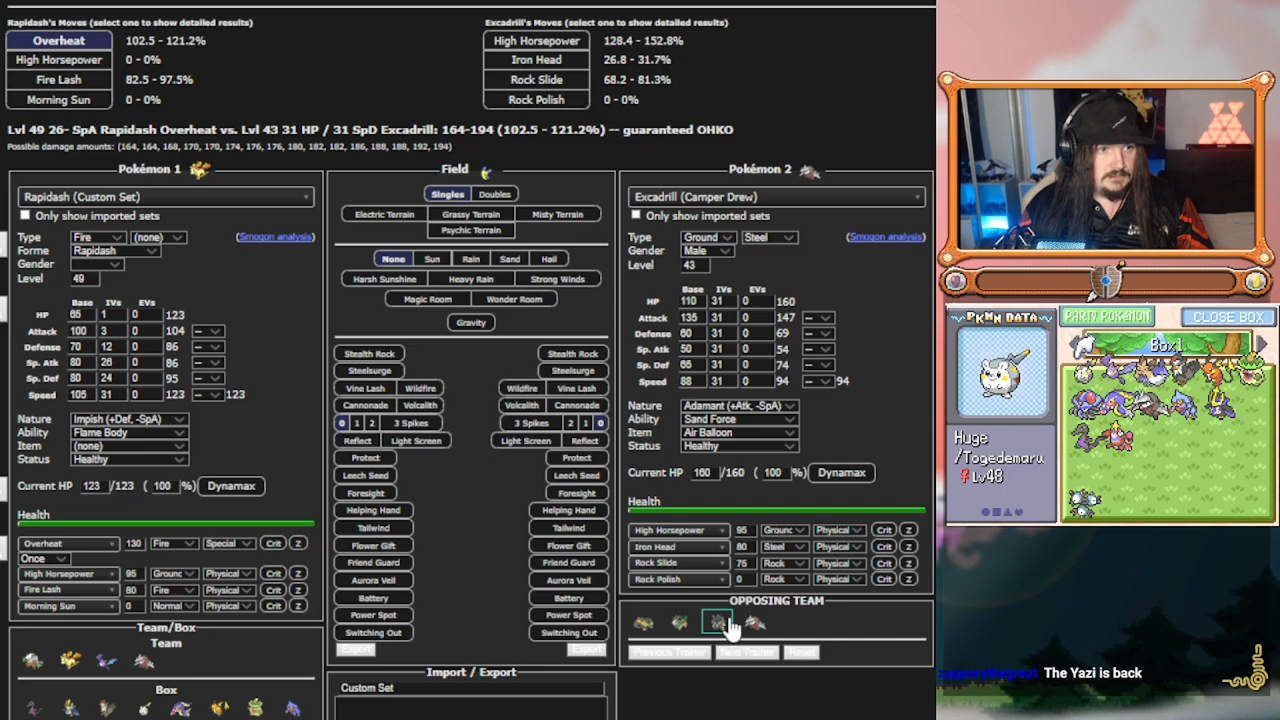 Rapidash's Moves (select one to show detailed results)
Overheat 102.5 - 121.2%
High Horsepower 0 - 0%
Fire Lash 82.5 - 97.5%
Morning Sun 0 - 0%
Excadrill's Moves (select one to show detailed results)
High Horsepower 128.4 - 152.8%
Iron Head 26.8 - 31.7%
Rock Slide 68.2 - 81.3%
Rock Polish 0 - 0%
Lvl 49 26- SpA Rapidash Overheat vs. Lvl 43 31 HP / 31 SpD Excadrill: 164-194 (102.5 - 121.2%) -- guaranteed OHKO
Possible damage amounts: (164, 164, 168, 170, 170, 174, 176, 176, 180, 182, 182, 186, 188, 188, 192, 194)
Pokémon 1
Rapidash (Custom Set)
Only show imported sets
Type Fire (none) (Smogon analysis)
Forme Rapidash
Gender
Level 49
Base IVs EVs
HP 65 1 0 123
Attack 100 3 0 104 --
Defense 70 12 0 86 --
Sp. Atk 80 26 0 86 --
Sp. Def 80 24 0 95 --
Speed 105 31 0 123 -- 123
Nature Impish (+Def, -SpA)
Ability Flame Body
Item (none)
Status Healthy
Current HP 123 /123 ( 100 %) Dynamax
Health
Overheat 130 Fire Special Crit Z
Once
High Horsepower 95 Ground Physical Crit Z
Fire Lash 80 Fire Physical Crit Z
Morning Sun 0 Normal Physical Crit Z
Team/Box
Team
Box
Field
Singles Doubles
Electric Terrain Grassy Terrain Misty Terrain
Psychic Terrain
None Sun Rain Sand Hail
Harsh Sunshine Heavy Rain Strong Winds
Magic Room Wonder Room
Gravity
Stealth Rock Stealth Rock
Steelsurge Steelsurge
Vine Lash Wildfire Wildfire Vine Lash
Cannonade Volcalith Volcalith Cannonade
0 1 2 3 Spikes 3 Spikes 2 1 0
Reflect Light Screen Light Screen Reflect
Protect Protect
Leech Seed Leech Seed
Foresight Foresight
Helping Hand Helping Hand
Tailwind Tailwind
Flower Gift Flower Gift
Friend Guard Friend Guard
Aurora Veil Aurora Veil
Battery Battery
Power Spot Power Spot
Switching Out Switching Out
Export Export
Import / Export
Custom Set
Pokémon 2
Excadrill (Camper Drew)
Only show imported sets
Type Ground Steel (Smogon analysis)
Gender Male
Level 43
Base IVs EVs
HP 110 31 0 160
Attack 135 31 0 147 --
Defense 60 31 0 69 --
Sp. Atk 50 31 0 54 --
Sp. Def 65 31 0 74 --
Speed 88 31 0 94 -- 94
Nature Adamant (+Atk, -SpA)
Ability Sand Force
Item Air Balloon
Status Healthy
Current HP 160 /160 ( 100 %) Dynamax
Health
High Horsepower 95 Ground Physical Crit Z
Iron Head 80 Steel Physical Crit Z
Rock Slide 75 Rock Physical Crit Z
Rock Polish 0 Rock Physical Crit Z
OPPOSING TEAM
Previous Trainer Next Trainer Reset
PKMN DATA
PARTY POKéMON
CLOSE BOX
Box1
Huge
/Togedemaru
♀Lv48
zapperythegreat The Yazi is back